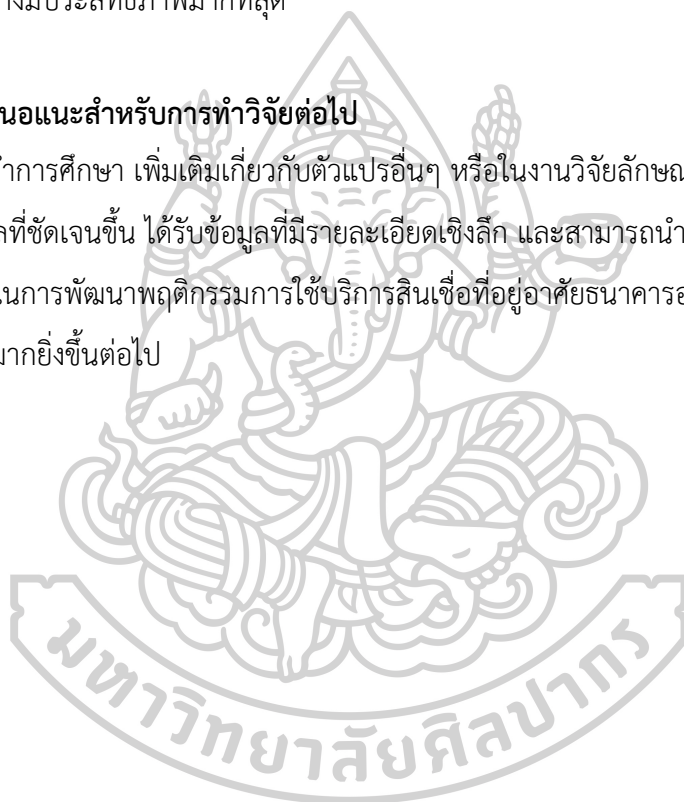 างมีประสิทธิภาพมากที่สุด
นอแนะสำหรับการทำวิจัยต่อไป
ำการศึกษา เพิ่มเติมเกี่ยวกับตัวแปรอื่นๆ หรือในงานวิจัยลักษณ
ลที่ชัดเจนขึ้น ได้รับข้อมูลที่มีรายละเอียดเชิงลึก และสามารถนำ
นการพัฒนาพฤติกรรมการใช้บริการสินเชื่อที่อยู่อาศัยธนาคารอ
มากยิ่งขึ้นต่อไป
มหาวิทยาลัยศิลปากร